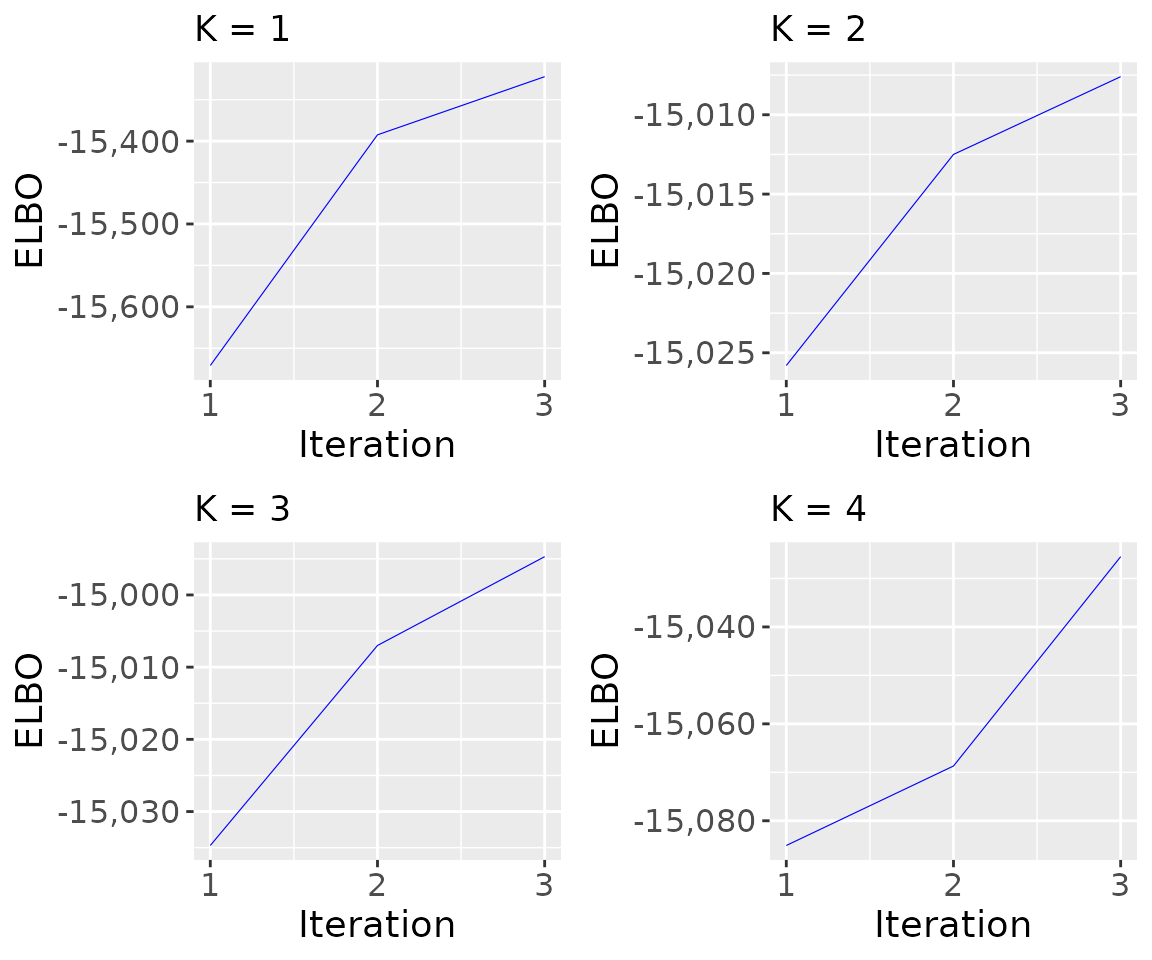 K = 1
ELBO
-15,400
-15,500
-15,600
1 2 3
Iteration
K = 2
ELBO
-15,010
-15,015
-15,020
-15,025
1 2 3
Iteration
K = 3
ELBO
-15,000
-15,010
-15,020
-15,030
1 2 3
Iteration
K = 4
ELBO
-15,040
-15,060
-15,080
1 2 3
Iteration